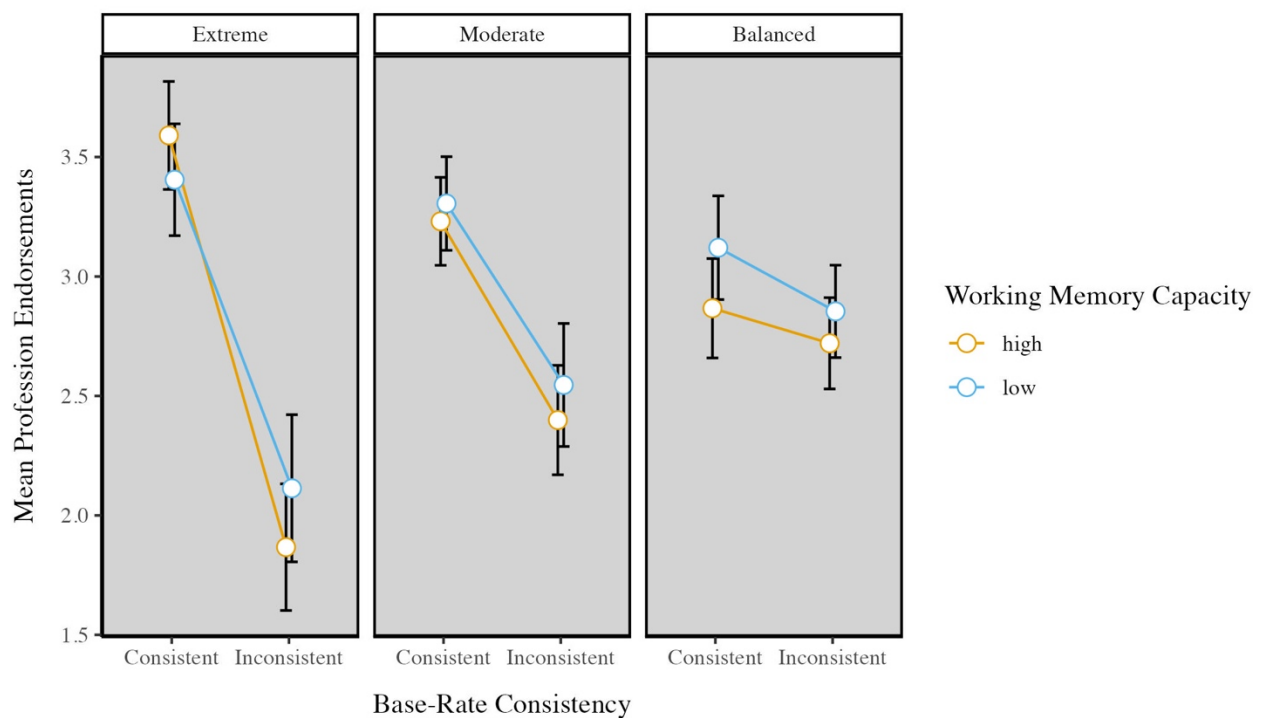 Extreme
Moderate
Balanced
Mean Profession Endorsements
3.5
3.0
2.5
2.0
1.5
Consistent Inconsistent
Consistent Inconsistent
Consistent Inconsistent
Base-Rate Consistency
Working Memory Capacity
high
low